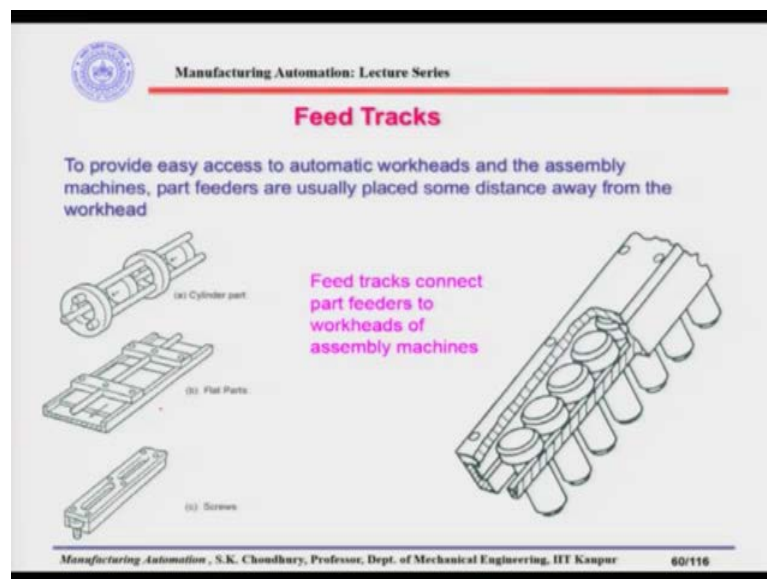 Manufacturing Automation: Lecture Series
Feed Tracks
To provide easy access to automatic workheads and the assembly
machines, part feeders are usually placed some distance away from the
workhead
(a) Cylinder part
Feed tracks connect
part feeders to
workheads of
assembly machines
(b) Flat Parts
(c) Screws
Manufacturing Automation, S.K. Choudhury, Professor, Dept. of Mechanical Engineering, IIT Kanpur
60/116